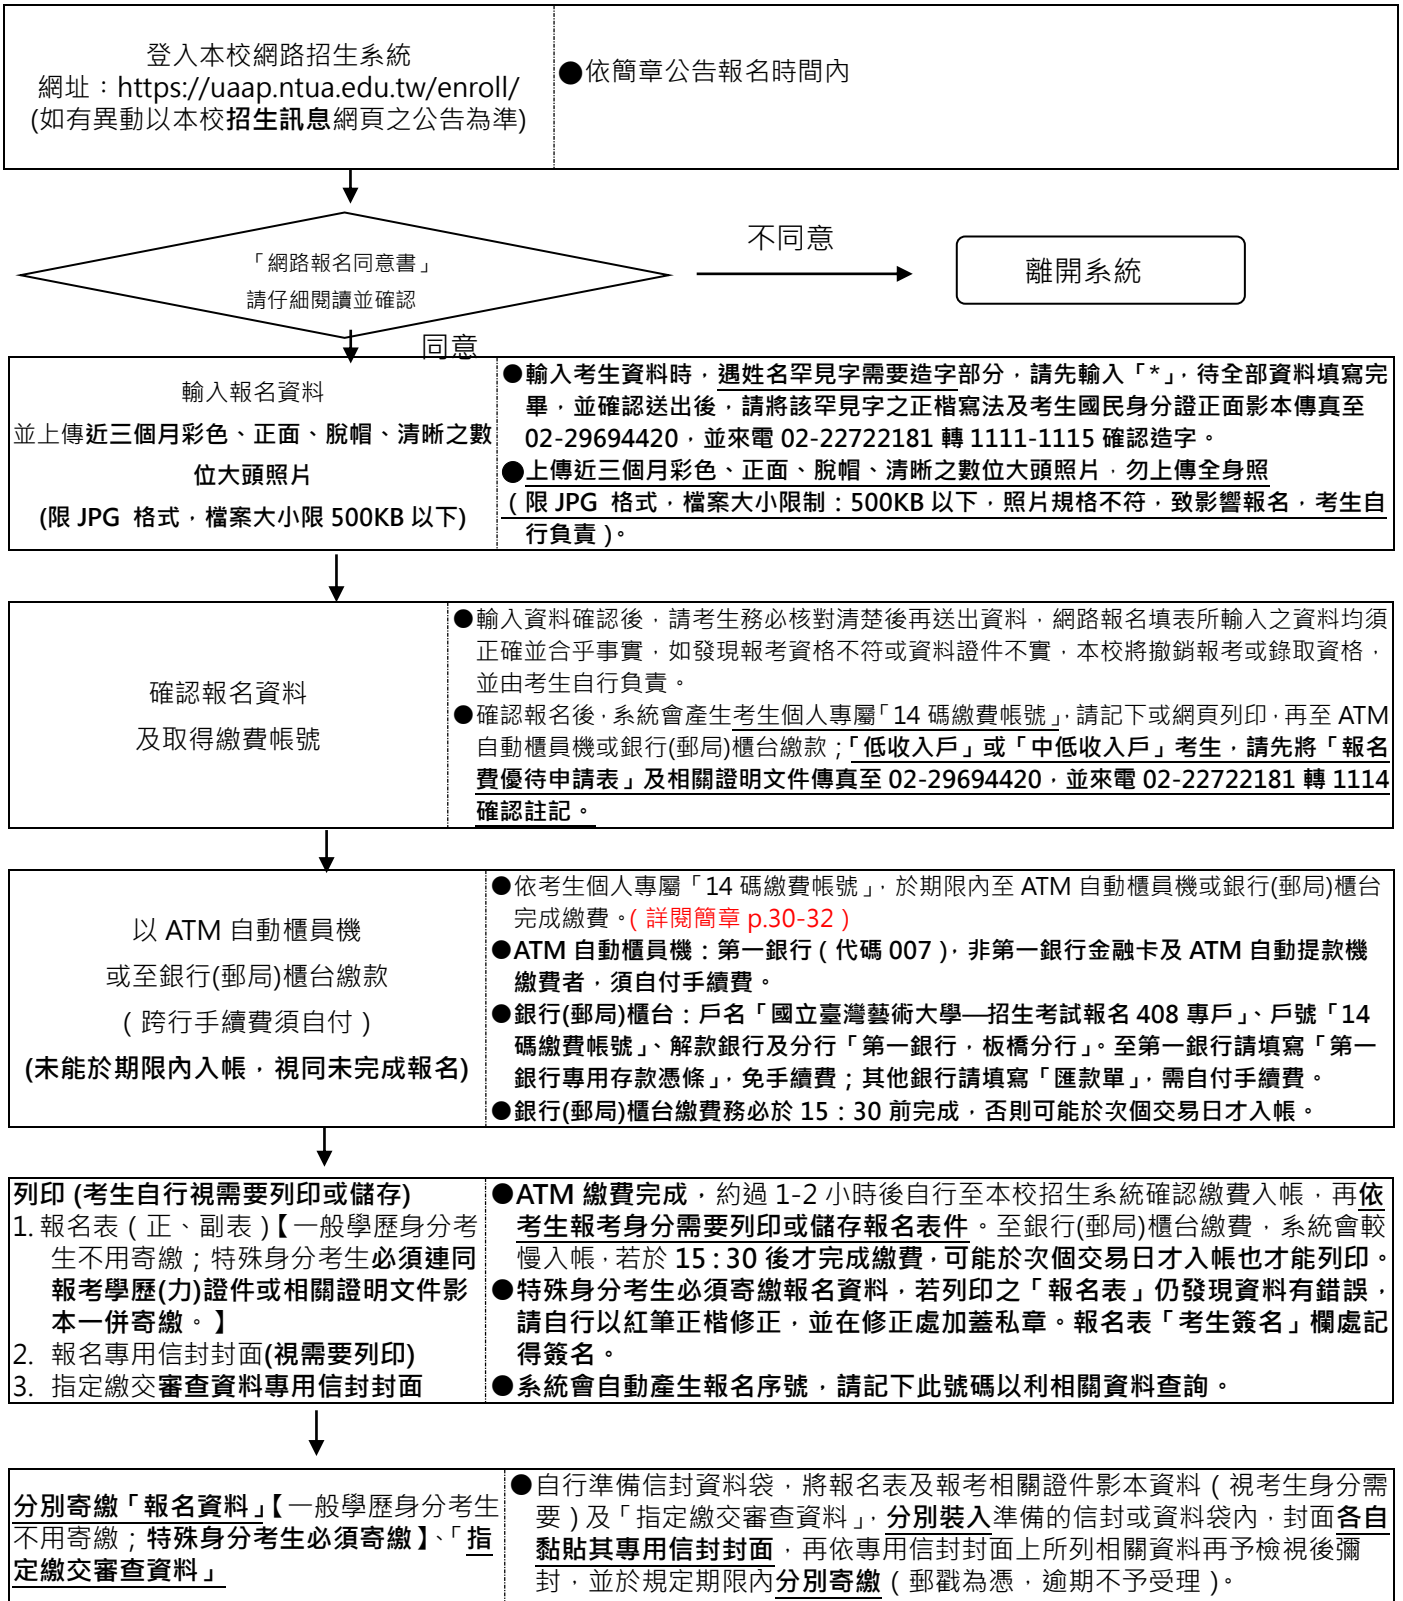 登入本校網路招生系統
網址：https://uaap.ntua.edu.tw/enroll/
(如有異動以本校招生訊息網頁之公告為準)
●依簡章公告報名時間內
「網路報名同意書」
請仔細閱讀並確認
不同意
離開系統
同意
輸入報名資料
並上傳近三個月彩色、正面、脫帽、清晰之數
位大頭照片
(限 JPG 格式，檔案大小限 500KB 以下)
●輸入考生資料時，遇姓名罕見字需要造字部分，請先輸入「*」，待全部資料填寫完
畢，並確認送出後，請將該罕見字之正楷寫法及考生國民身分證正面影本傳真至
02-29694420，並來電 02-22722181 轉 1111-1115 確認造字。
●上傳近三個月彩色、正面、脫帽、清晰之數位大頭照片，勿上傳全身照
（限 JPG 格式，檔案大小限制：500KB 以下，照片規格不符，致影響報名，考生自
行負責）。
確認報名資料
及取得繳費帳號
●輸入資料確認後，請考生務必核對清楚後再送出資料，網路報名填表所輸入之資料均須
正確並合乎事實，如發現報考資格不符或資料證件不實，本校將撤銷報考或錄取資格，
並由考生自行負責。
●確認報名後，系統會產生考生個人專屬「14 碼繳費帳號」，請記下或網頁列印，再至 ATM
自動櫃員機或銀行(郵局)櫃台繳款；「低收入戶」或「中低收入戶」考生，請先將「報名
費優待申請表」及相關證明文件傳真至 02-29694420，並來電 02-22722181 轉 1114
確認註記。
以 ATM 自動櫃員機
或至銀行(郵局)櫃台繳款
（跨行手續費須自付）
(未能於期限內入帳，視同未完成報名)
●依考生個人專屬「14 碼繳費帳號」，於期限內至 ATM 自動櫃員機或銀行(郵局)櫃台
完成繳費。（詳閱簡章 p.30-32）
●ATM 自動櫃員機：第一銀行（代碼 007），非第一銀行金融卡及 ATM 自動提款機
繳費者，須自付手續費。
●銀行(郵局)櫃台：戶名「國立臺灣藝術大學—招生考試報名 408 專戶」、戶號「14
碼繳費帳號」、解款銀行及分行「第一銀行，板橋分行」。至第一銀行請填寫「第一
銀行專用存款憑條」，免手續費；其他銀行請填寫「匯款單」，需自付手續費。
●銀行(郵局)櫃台繳費務必於 15：30 前完成，否則可能於次個交易日才入帳。
列印 (考生自行視需要列印或儲存)
1. 報名表（正、副表）【一般學歷身分考
生不用寄繳；特殊身分考生必須連同
報考學歷(力)證件或相關證明文件影
本一併寄繳。】
2. 報名專用信封封面(視需要列印)
3. 指定繳交審查資料專用信封封面
●ATM 繳費完成，約過 1-2 小時後自行至本校招生系統確認繳費入帳，再依
考生報考身分需要列印或儲存報名表件。至銀行(郵局)櫃台繳費，系統會較
慢入帳，若於 15：30 後才完成繳費，可能於次個交易日才入帳也才能列印。
●特殊身分考生必須寄繳報名資料，若列印之「報名表」仍發現資料有錯誤，
請自行以紅筆正楷修正，並在修正處加蓋私章。報名表「考生簽名」欄處記
得簽名。
●系統會自動產生報名序號，請記下此號碼以利相關資料查詢。
分別寄繳「報名資料」【一般學歷身分考生
不用寄繳；特殊身分考生必須寄繳】、「指
定繳交審查資料」
●自行準備信封資料袋，將報名表及報考相關證件影本資料（視考生身分需
要）及「指定繳交審查資料」，分別裝入準備的信封或資料袋內，封面各自
黏貼其專用信封封面，再依專用信封封面上所列相關資料再予檢視後彌
封，並於規定期限內分別寄繳（郵戳為憑，逾期不予受理）。